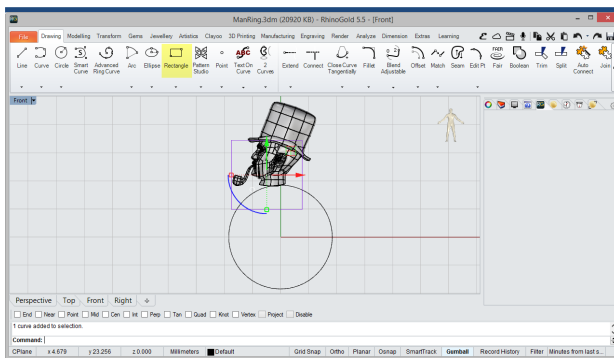 ManRing.3dm (20920 KB) - RhinoGold 5.5 - [Front]
File Drawing Modelling Transform Gems Jewellery Artistics Clayoo 3D Printing Manufacturing Engraving Render Analyze Dimension Extras Learning
Line Curve Circle Smart Curve Advanced Ring Curve Arc Ellipse Rectangle Pattern Studio Point Text On Curve 2 Curves Extend Connect Close Curve Tangentially Fillet Blend Adjustable Offset Match Seam Edit Pt Fair Boolean Trim Split Auto Connect Join
Front
Perspective Top Front Right
End Near Point Mid Cen Int Perp Tan Quad Knot Vertex Project Disable
1 curve added to selection.
Command:
CPlane x 4.679 y 23.256 z 0.000 Millimeters Default Grid Snap Ortho Planar Osnap SmartTrack Gumball Record History Filter Minutes from last s...